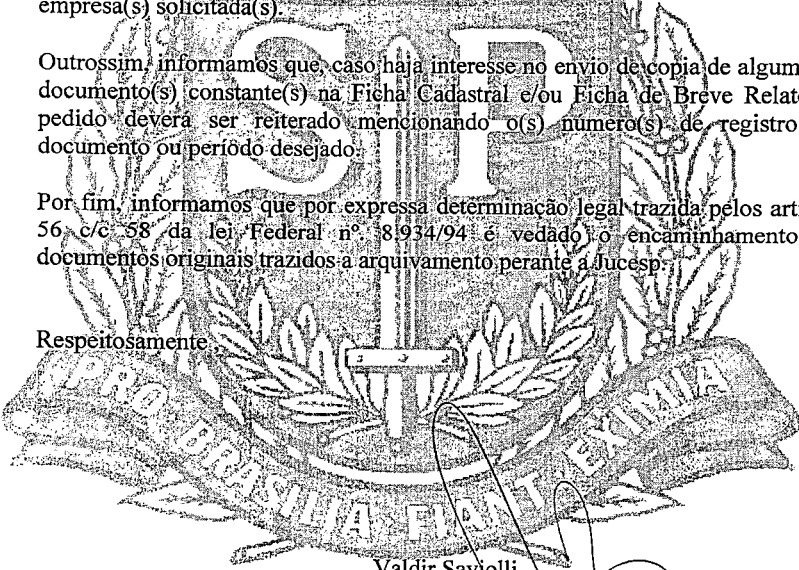 empresa(s) solicitada(s).
Outrossim, informamos que, caso haja interesse no envio de copia de algum
documento(s) constante(s) na Ficha Cadastral e/ou Ficha de Breve Relat
pedido deverá ser reiterado mencionando o(s) numero(s) de registro
documento ou período desejado.
Por fim, informamos que por expressa determinação legal trazida pelos art
56 c/c 58 da lei Federal nº. 8.934/94 é vedado o encaminhamento
documentos originais trazidos a arquivamento perante a Jucesp.
Respeitosamente
SP
PRO BRASILIA FIANT EXIMIA
Valdir Saviolli